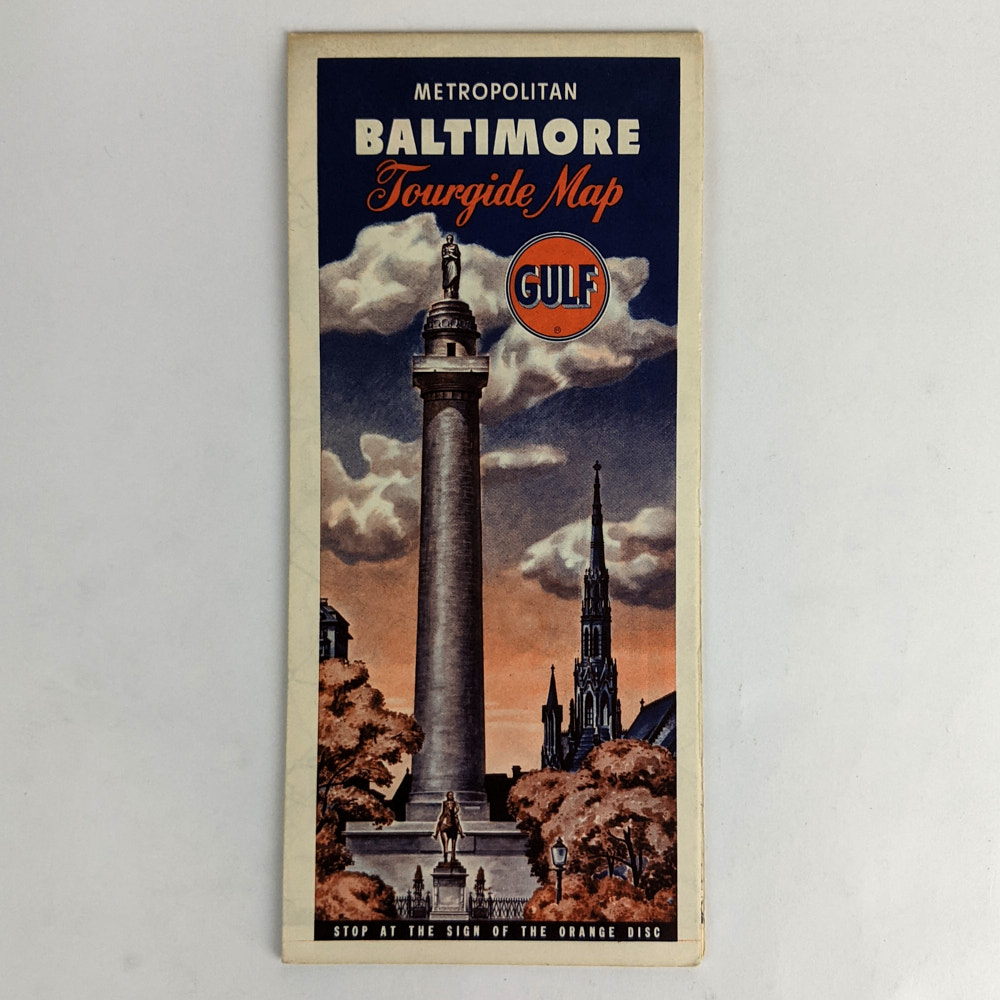 METROPOLITAN
BALTIMORE
Tourgide Map
GULF
®
STOP AT THE SIGN OF THE ORANGE DISC